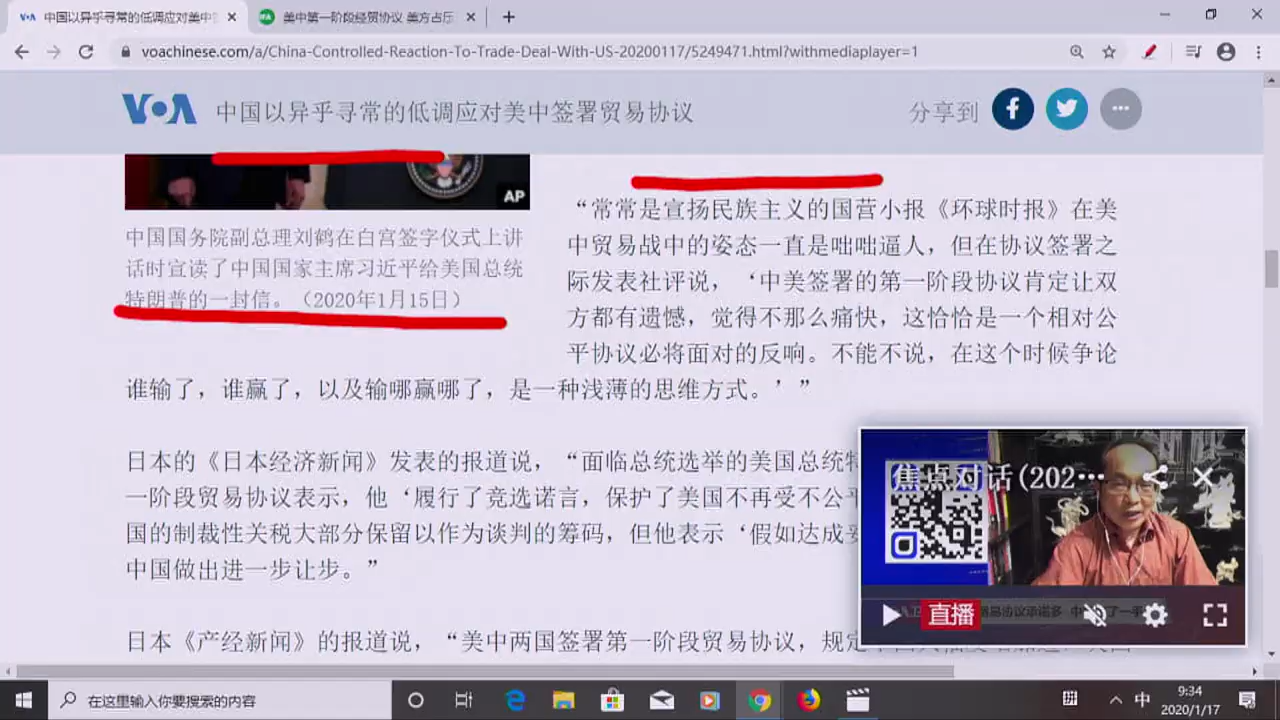 中国以异乎寻常的低调应对美中签
美中第一阶段经贸协议 美方占压
voachinese.com/a/China-Controlled-Reaction-To-Trade-Deal-With-US-20200117/5249471.html?withmediaplayer=1
VOA 中国以异乎寻常的低调应对美中签署贸易协议 分享到
AP
中国国务院副总理刘鹤在白宫签字仪式上讲
话时宣读了中国国家主席习近平给美国总统
特朗普的一封信。（2020年1月15日）
“常常是宣扬民族主义的国营小报《环球时报》在美
中贸易战中的姿态一直是咄咄逼人，但在协议签署之
际发表社评说，‘中美签署的第一阶段协议肯定让双
方都有遗憾，觉得不那么痛快，这恰恰是一个相对公
平协议必将面对的反响。不能不说，在这个时候争论
谁输了，谁赢了，以及输哪赢哪了，是一种浅薄的思维方式。’”
日本的《日本经济新闻》发表的报道说，“面临总统选举的美国总统特
一阶段贸易协议表示，他‘履行了竞选诺言，保护了美国不再受不公平
国的制裁性关税大部分保留以作为谈判的筹码，但他表示‘假如达成
中国做出进一步让步。”
日本《产经新闻》的报道说，“美中两国签署第一阶段贸易协议，规定
焦点对话(202…
直播
易协议承诺多
在这里输入你要搜索的内容
拼
中
9:34
2020/1/17